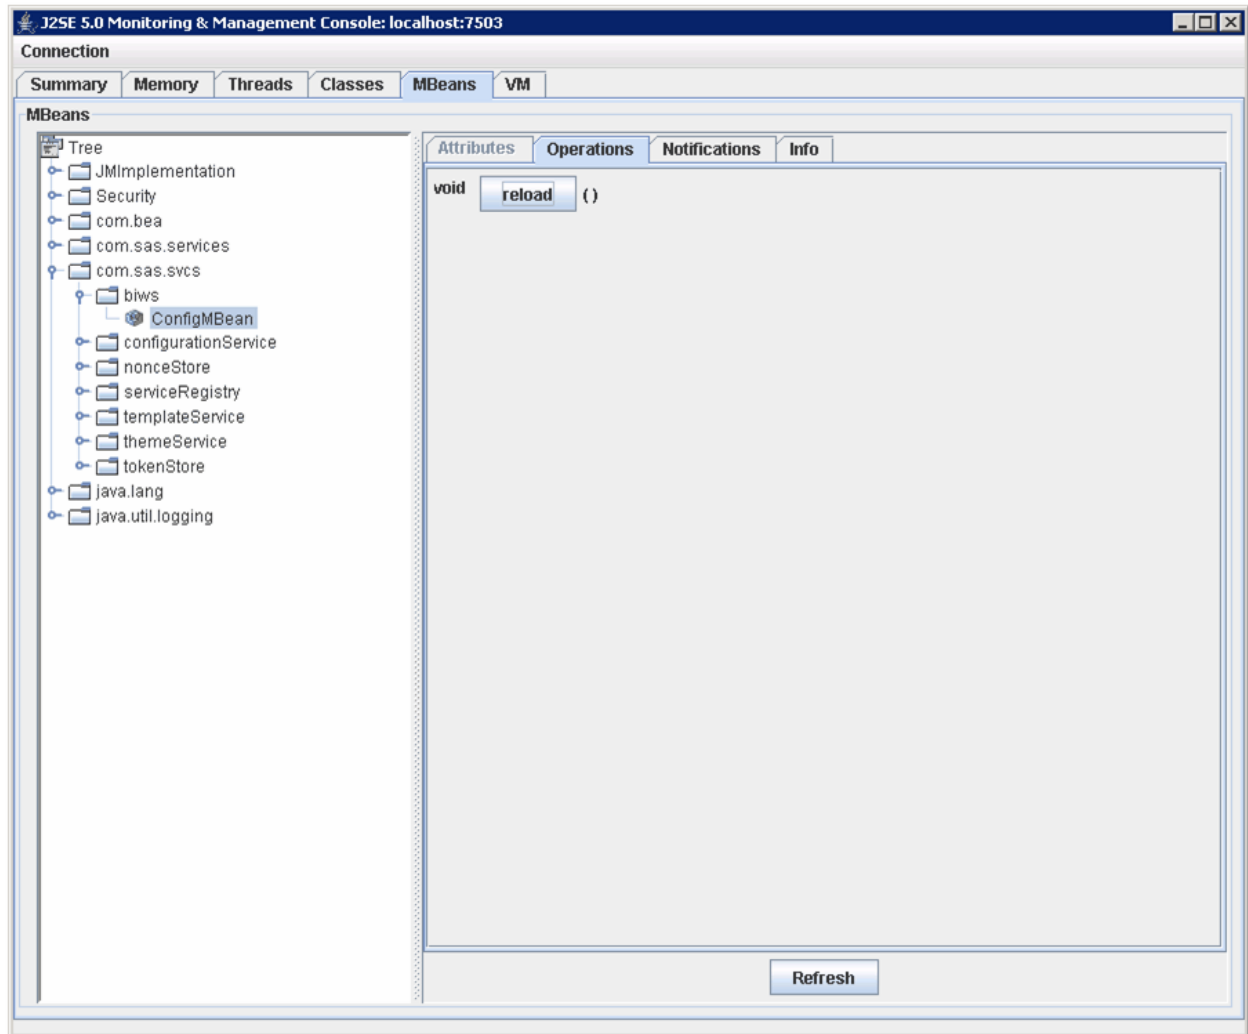 J2SE 5.0 Monitoring & Management Console: localhost:7503
Connection
Summary Memory Threads Classes MBeans VM
MBeans
Tree
JMImplementation
Security
com.bea
com.sas.services
com.sas.svcs
biws
ConfigMBean
configurationService
nonceStore
serviceRegistry
templateService
themeService
tokenStore
java.lang
java.util.logging
Attributes Operations Notifications Info
void reload ( )
Refresh